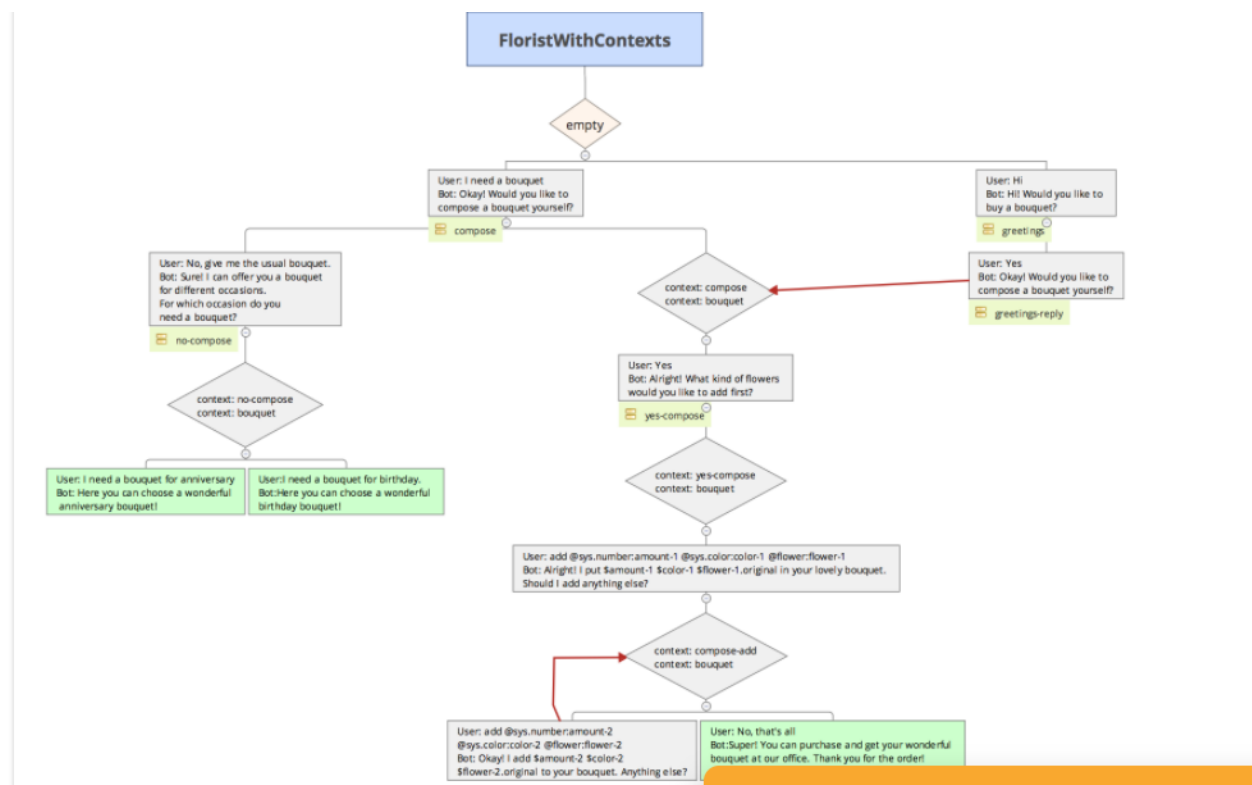 FloristWithContexts
empty
User: I need a bouquet
Bot: Okay! Would you like to
compose a bouquet yourself?
compose
User: Hi
Bot: Hi! Would you like to
buy a bouquet?
greetings
User: No, give me the usual bouquet.
Bot: Sure! I can offer you a bouquet
for different occasions.
For which occasion do you
need a bouquet?
no-compose
context: compose
context: bouquet
User: Yes
Bot: Okay! Would you like to
compose a bouquet yourself?
greetings-reply
User: Yes
Bot: Alright! What kind of flowers
would you like to add first?
yes-compose
context: no-compose
context: bouquet
context: yes-compose
context: bouquet
User: I need a bouquet for anniversary
Bot: Here you can choose a wonderful
anniversary bouquet!
User:I need a bouquet for birthday.
Bot:Here you can choose a wonderful
birthday bouquet!
User: add @sys.number:amount-1 @sys.color:color-1 @flower:flower-1
Bot: Alright! I put $amount-1 $color-1 $flower-1.original in your lovely bouquet.
Should I add anything else?
context: compose-add
context: bouquet
User: add @sys.number:amount-2
@sys.color:color-2 @flower:flower-2
Bot: Okay! I add $amount-2 $color-2
$flower-2.original to your bouquet. Anything else?
User: No, that's all
Bot:Super! You can purchase and get your wonderful
bouquet at our office. Thank you for the order!